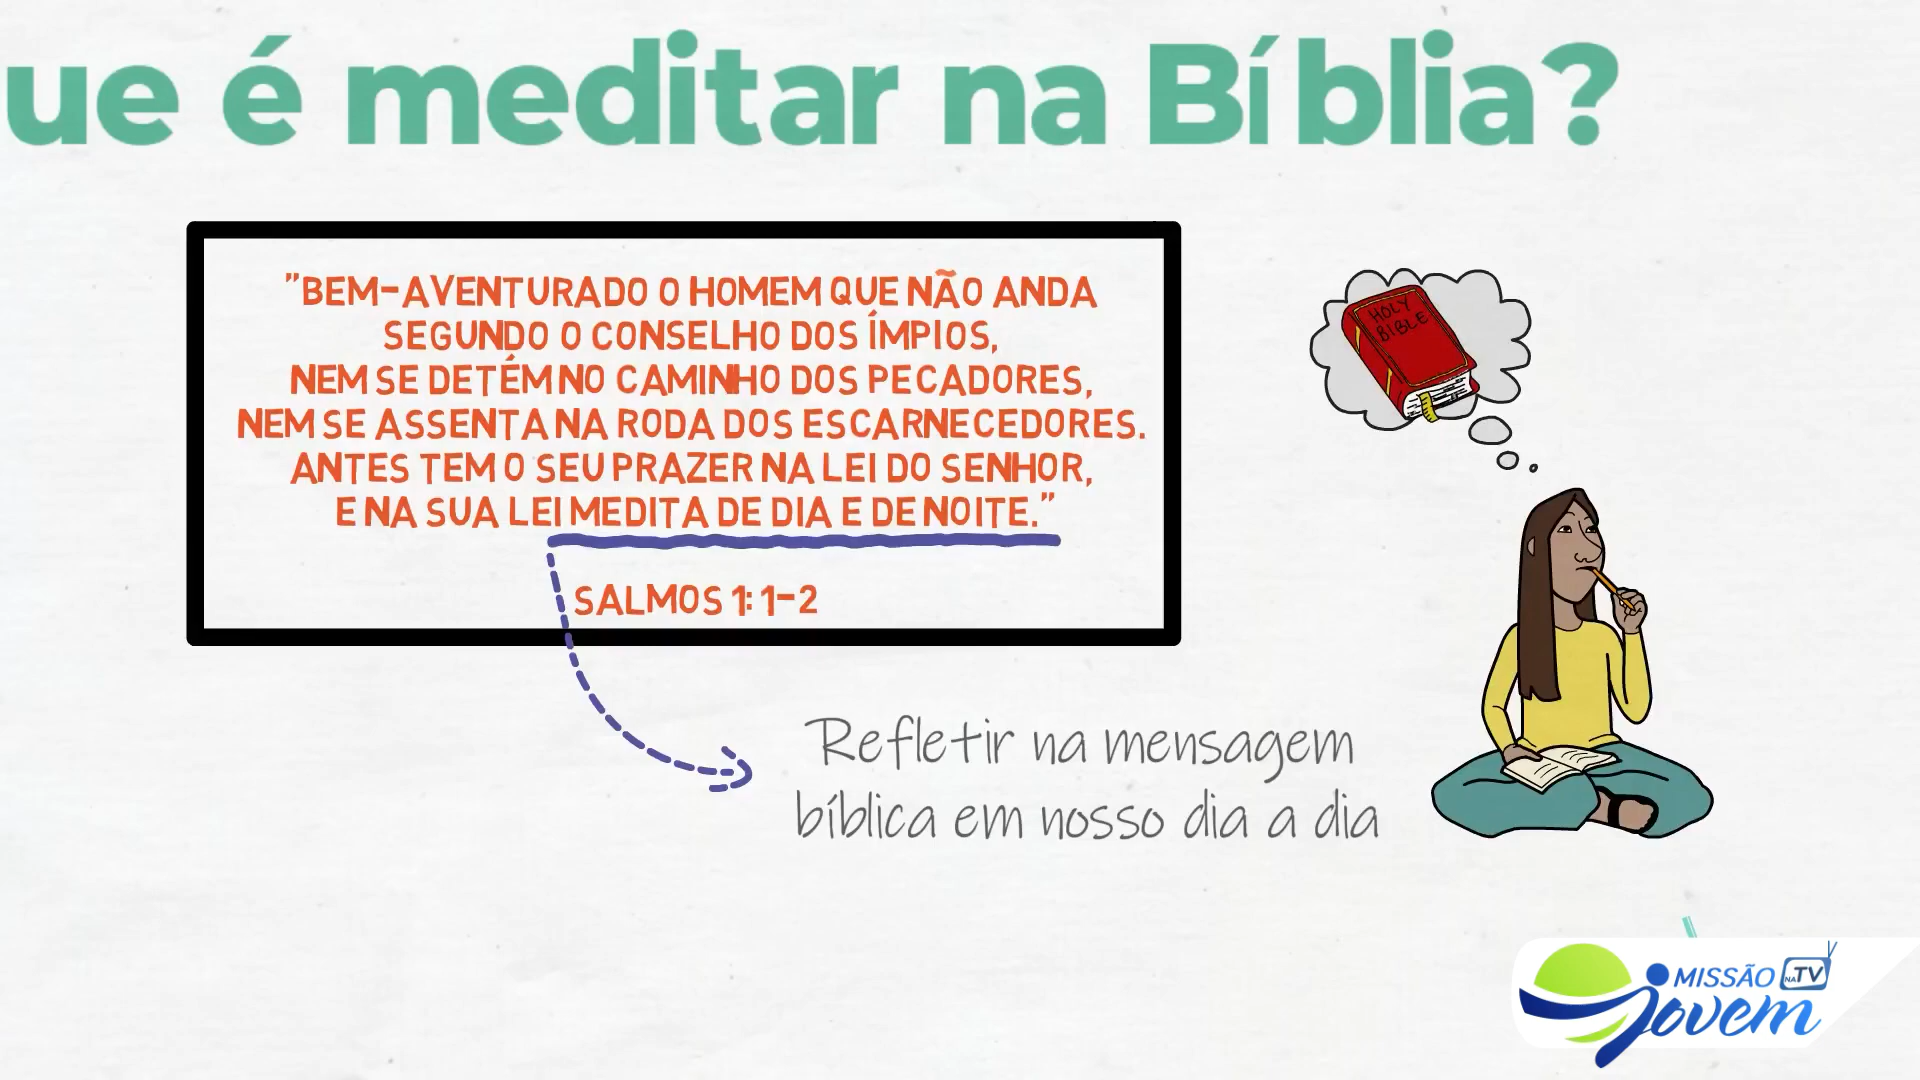 ue é meditar na Bíblia?
"BEM-AVENTURADO O HOMEM QUE NÃO ANDA
SEGUNDO O CONSELHO DOS ÍMPIOS,
NEM SE DETÉM NO CAMINHO DOS PECADORES,
NEM SE ASSENTA NA RODA DOS ESCARNECEDORES.
ANTES TEM O SEU PRAZER NA LEI DO SENHOR,
E NA SUA LEI MEDITA DE DIA E DE NOITE."
SALMOS 1:1-2
HOLY
BIBLE
Refletir na mensagem
bíblica em nosso dia a dia
MISSÃO NA TV
Jovem